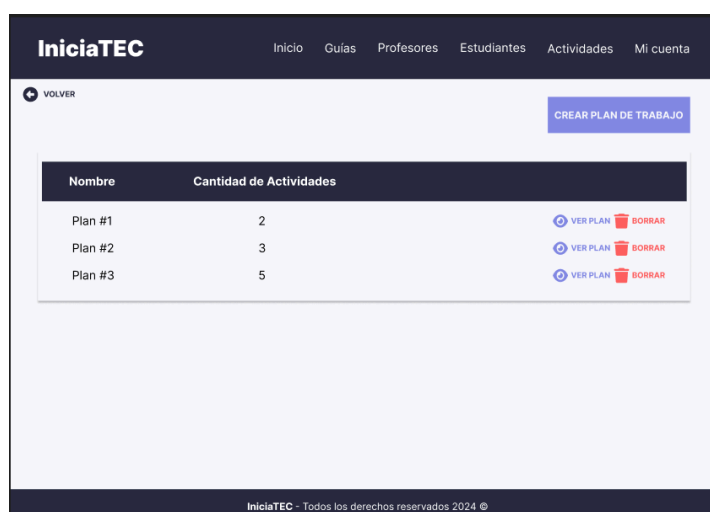 IniciaTEC Inicio Guías Profesores Estudiantes Actividades Mi cuenta
VOLVER
CREAR PLAN DE TRABAJO
Nombre Cantidad de Actividades
Plan #1 2 VER PLAN BORRAR
Plan #2 3 VER PLAN BORRAR
Plan #3 5 VER PLAN BORRAR
IniciaTEC - Todos los derechos reservados 2024 ©